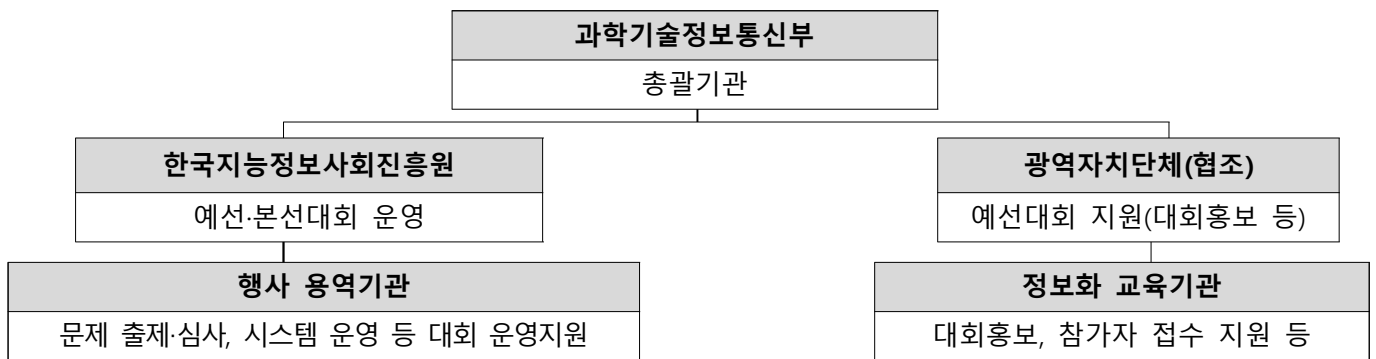 과학기술정보통신부
총괄기관
한국지능정보사회진흥원
예선·본선대회 운영
광역자치단체(협조)
예선대회 지원(대회홍보 등)
행사 용역기관
문제 출제·심사, 시스템 운영 등 대회 운영지원
정보화 교육기관
대회홍보, 참가자 접수 지원 등